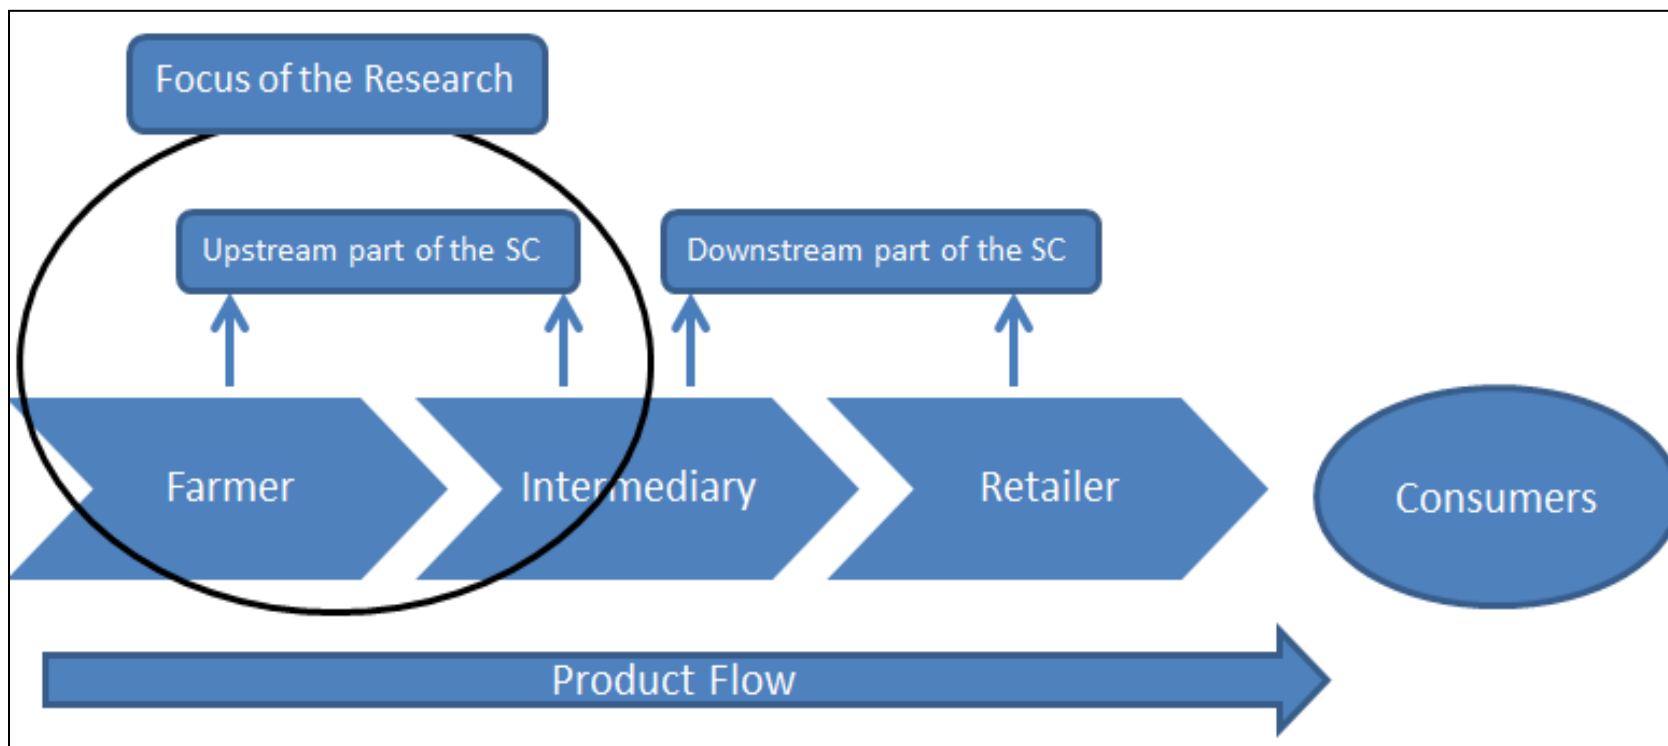 Focus of the Research
Upstream part of the SC
Downstream part of the SC
Farmer
Intermediary
Retailer
Consumers
Product Flow